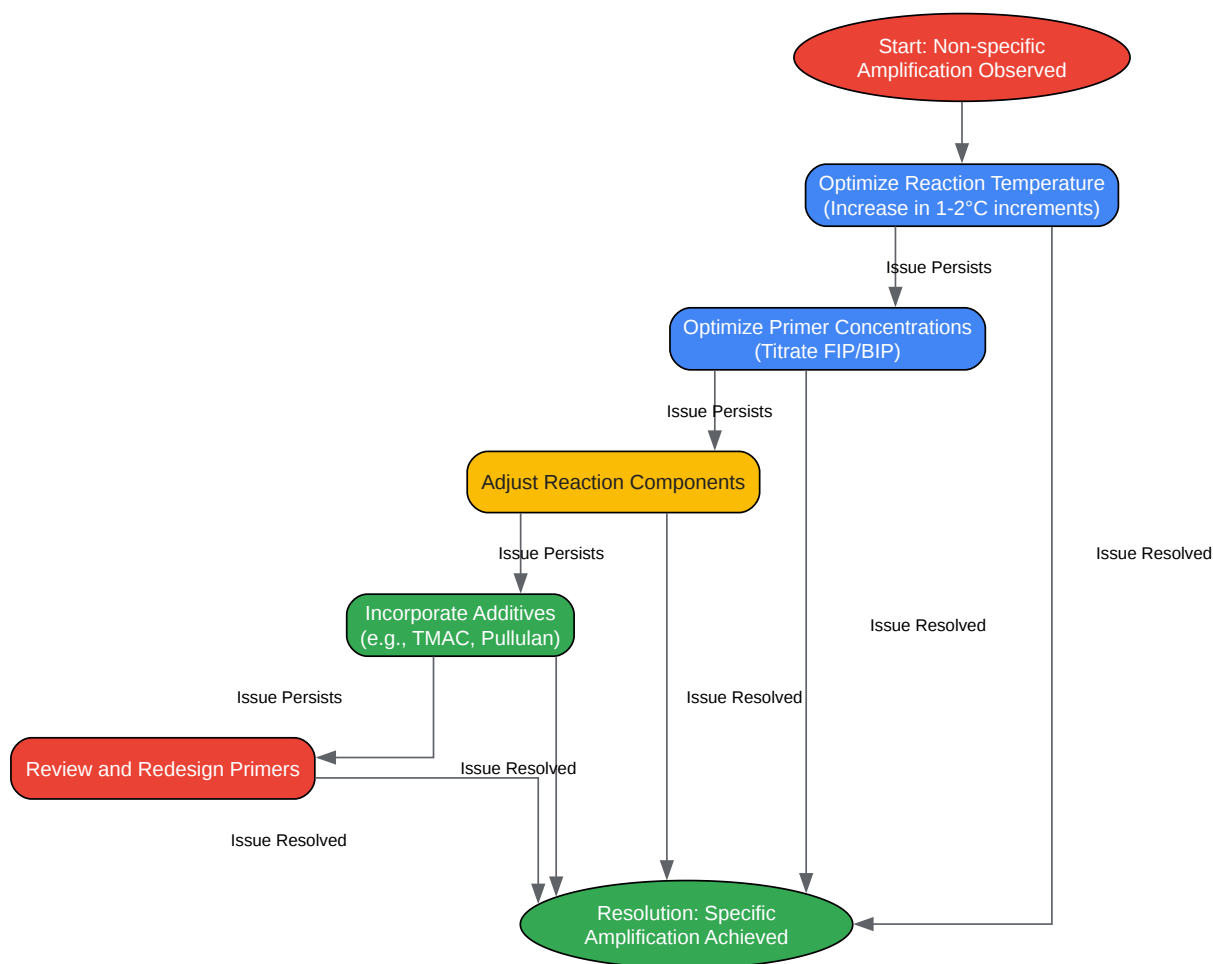 Start: Non-specific
Amplification Observed
Optimize Reaction Temperature
(Increase in 1-2°C increments)
Issue Persists
Optimize Primer Concentrations
(Titrate FIP/BIP)
Issue Persists
Adjust Reaction Components
Issue Persists
Issue Resolved
Incorporate Additives
(e.g., TMAC, Pullulan)
Issue Resolved
Issue Persists
Issue Resolved
Review and Redesign Primers
Issue Resolved
Issue Resolved
Resolution: Specific
Amplification Achieved